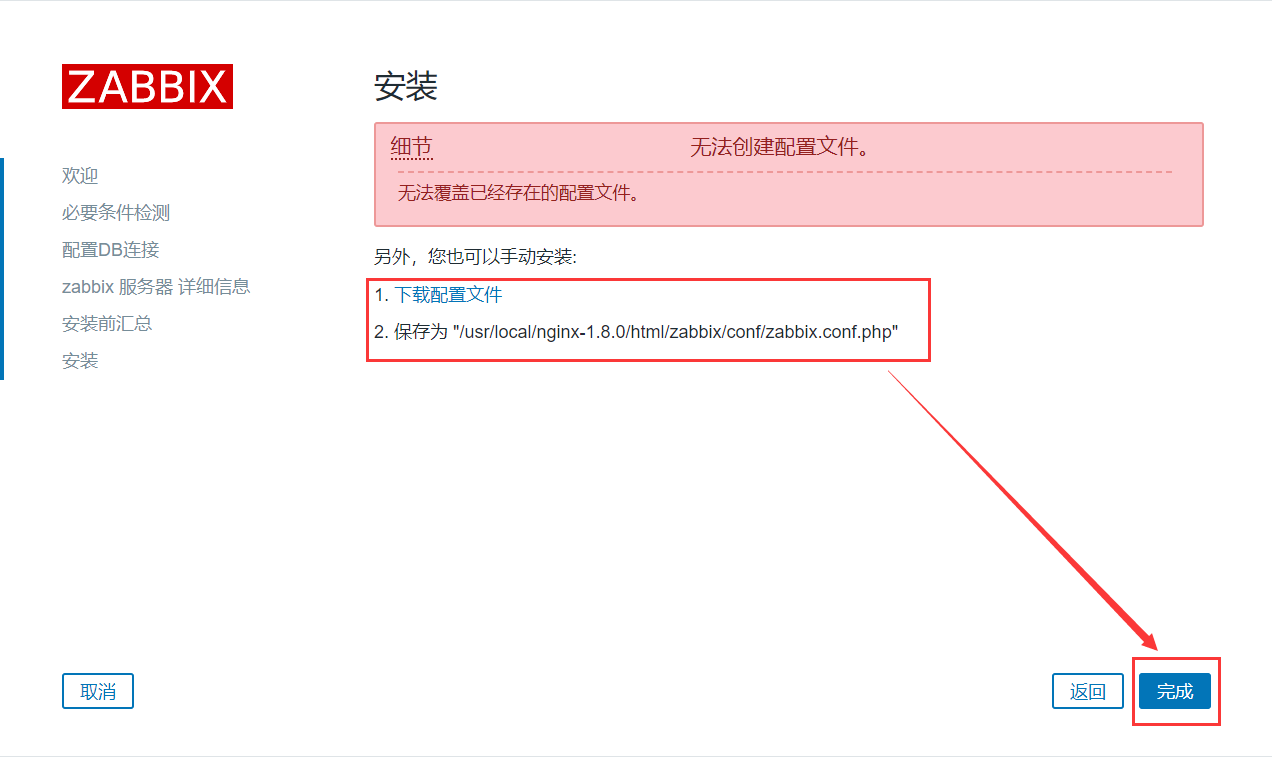 ZABBIX
安装
细节
无法创建配置文件。
无法覆盖已经存在的配置文件。
欢迎
必要条件检测
配置DB连接
zabbix 服务器 详细信息
安装前汇总
安装
另外，您也可以手动安装:
1. 下载配置文件
2. 保存为 "/usr/local/nginx-1.8.0/html/zabbix/conf/zabbix.conf.php"
取消
返回
完成